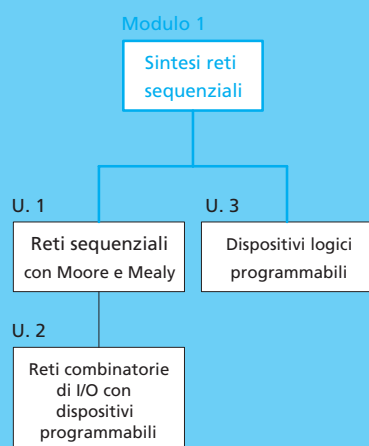 Modulo 1
Sintesi reti
sequenziali
U. 1
Reti sequenziali
con Moore e Mealy
U. 3
Dispositivi logici
programmabili
U. 2
Reti combinatorie
di I/O con
dispositivi
programmabili